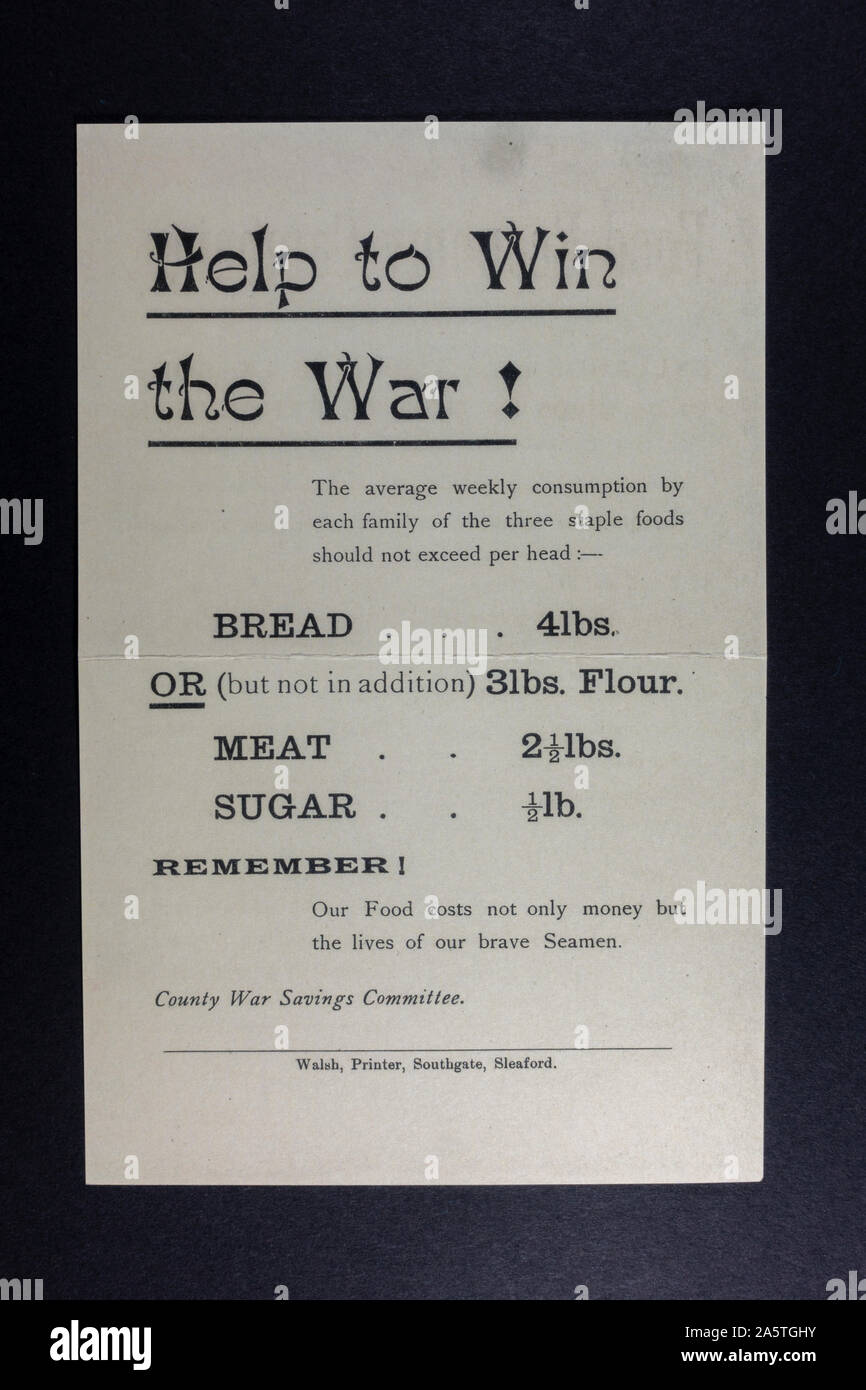 Help to Win
the War !
The average weekly consumption by
each family of the three staple foods
should not exceed per head :—
BREAD . . . 4lbs.
OR (but not in addition) 3lbs. Flour.
MEAT . . 2½lbs.
SUGAR . . ½lb.
REMEMBER !
Our Food costs not only money but
the lives of our brave Seamen.
County War Savings Committee.
Walsh, Printer, Southgate, Sleaford.
alamy
Image ID: 2A5TGHY
www.alamy.com